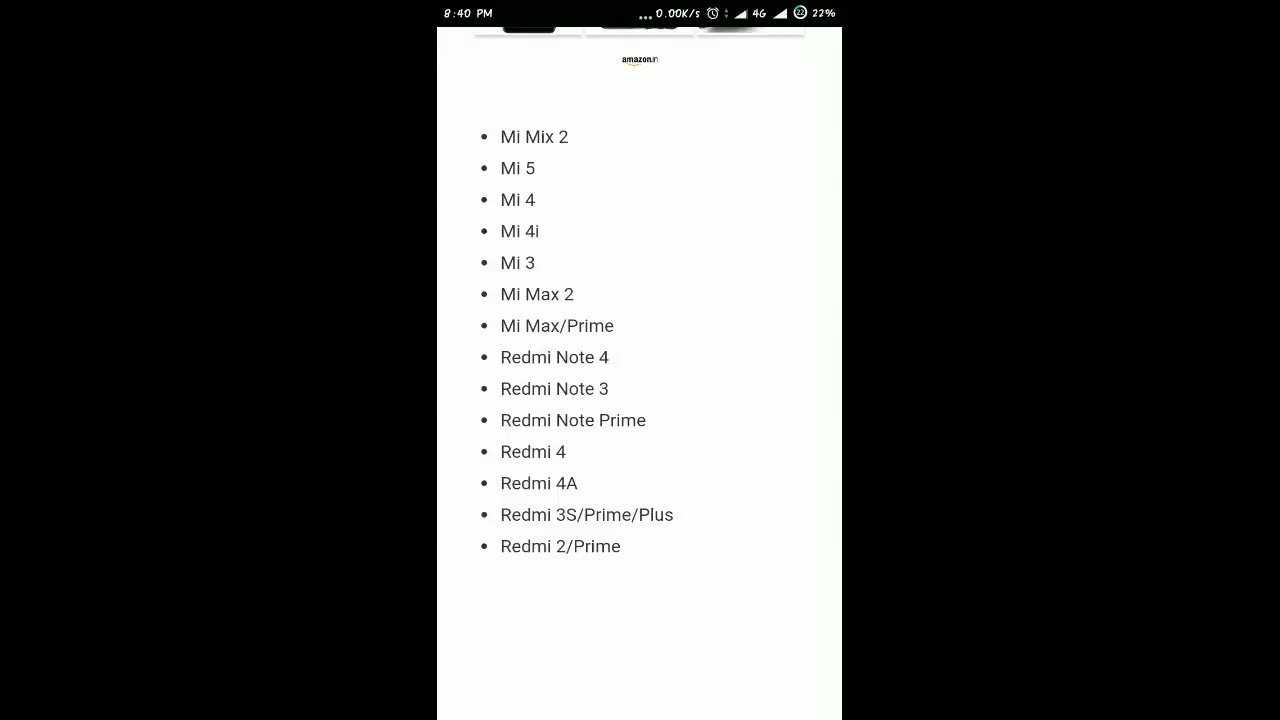 8:40 PM ... 0.00K/s 4G 22 22%
amazon.in
• Mi Mix 2
• Mi 5
• Mi 4
• Mi 4i
• Mi 3
• Mi Max 2
• Mi Max/Prime
• Redmi Note 4
• Redmi Note 3
• Redmi Note Prime
• Redmi 4
• Redmi 4A
• Redmi 3S/Prime/Plus
• Redmi 2/Prime